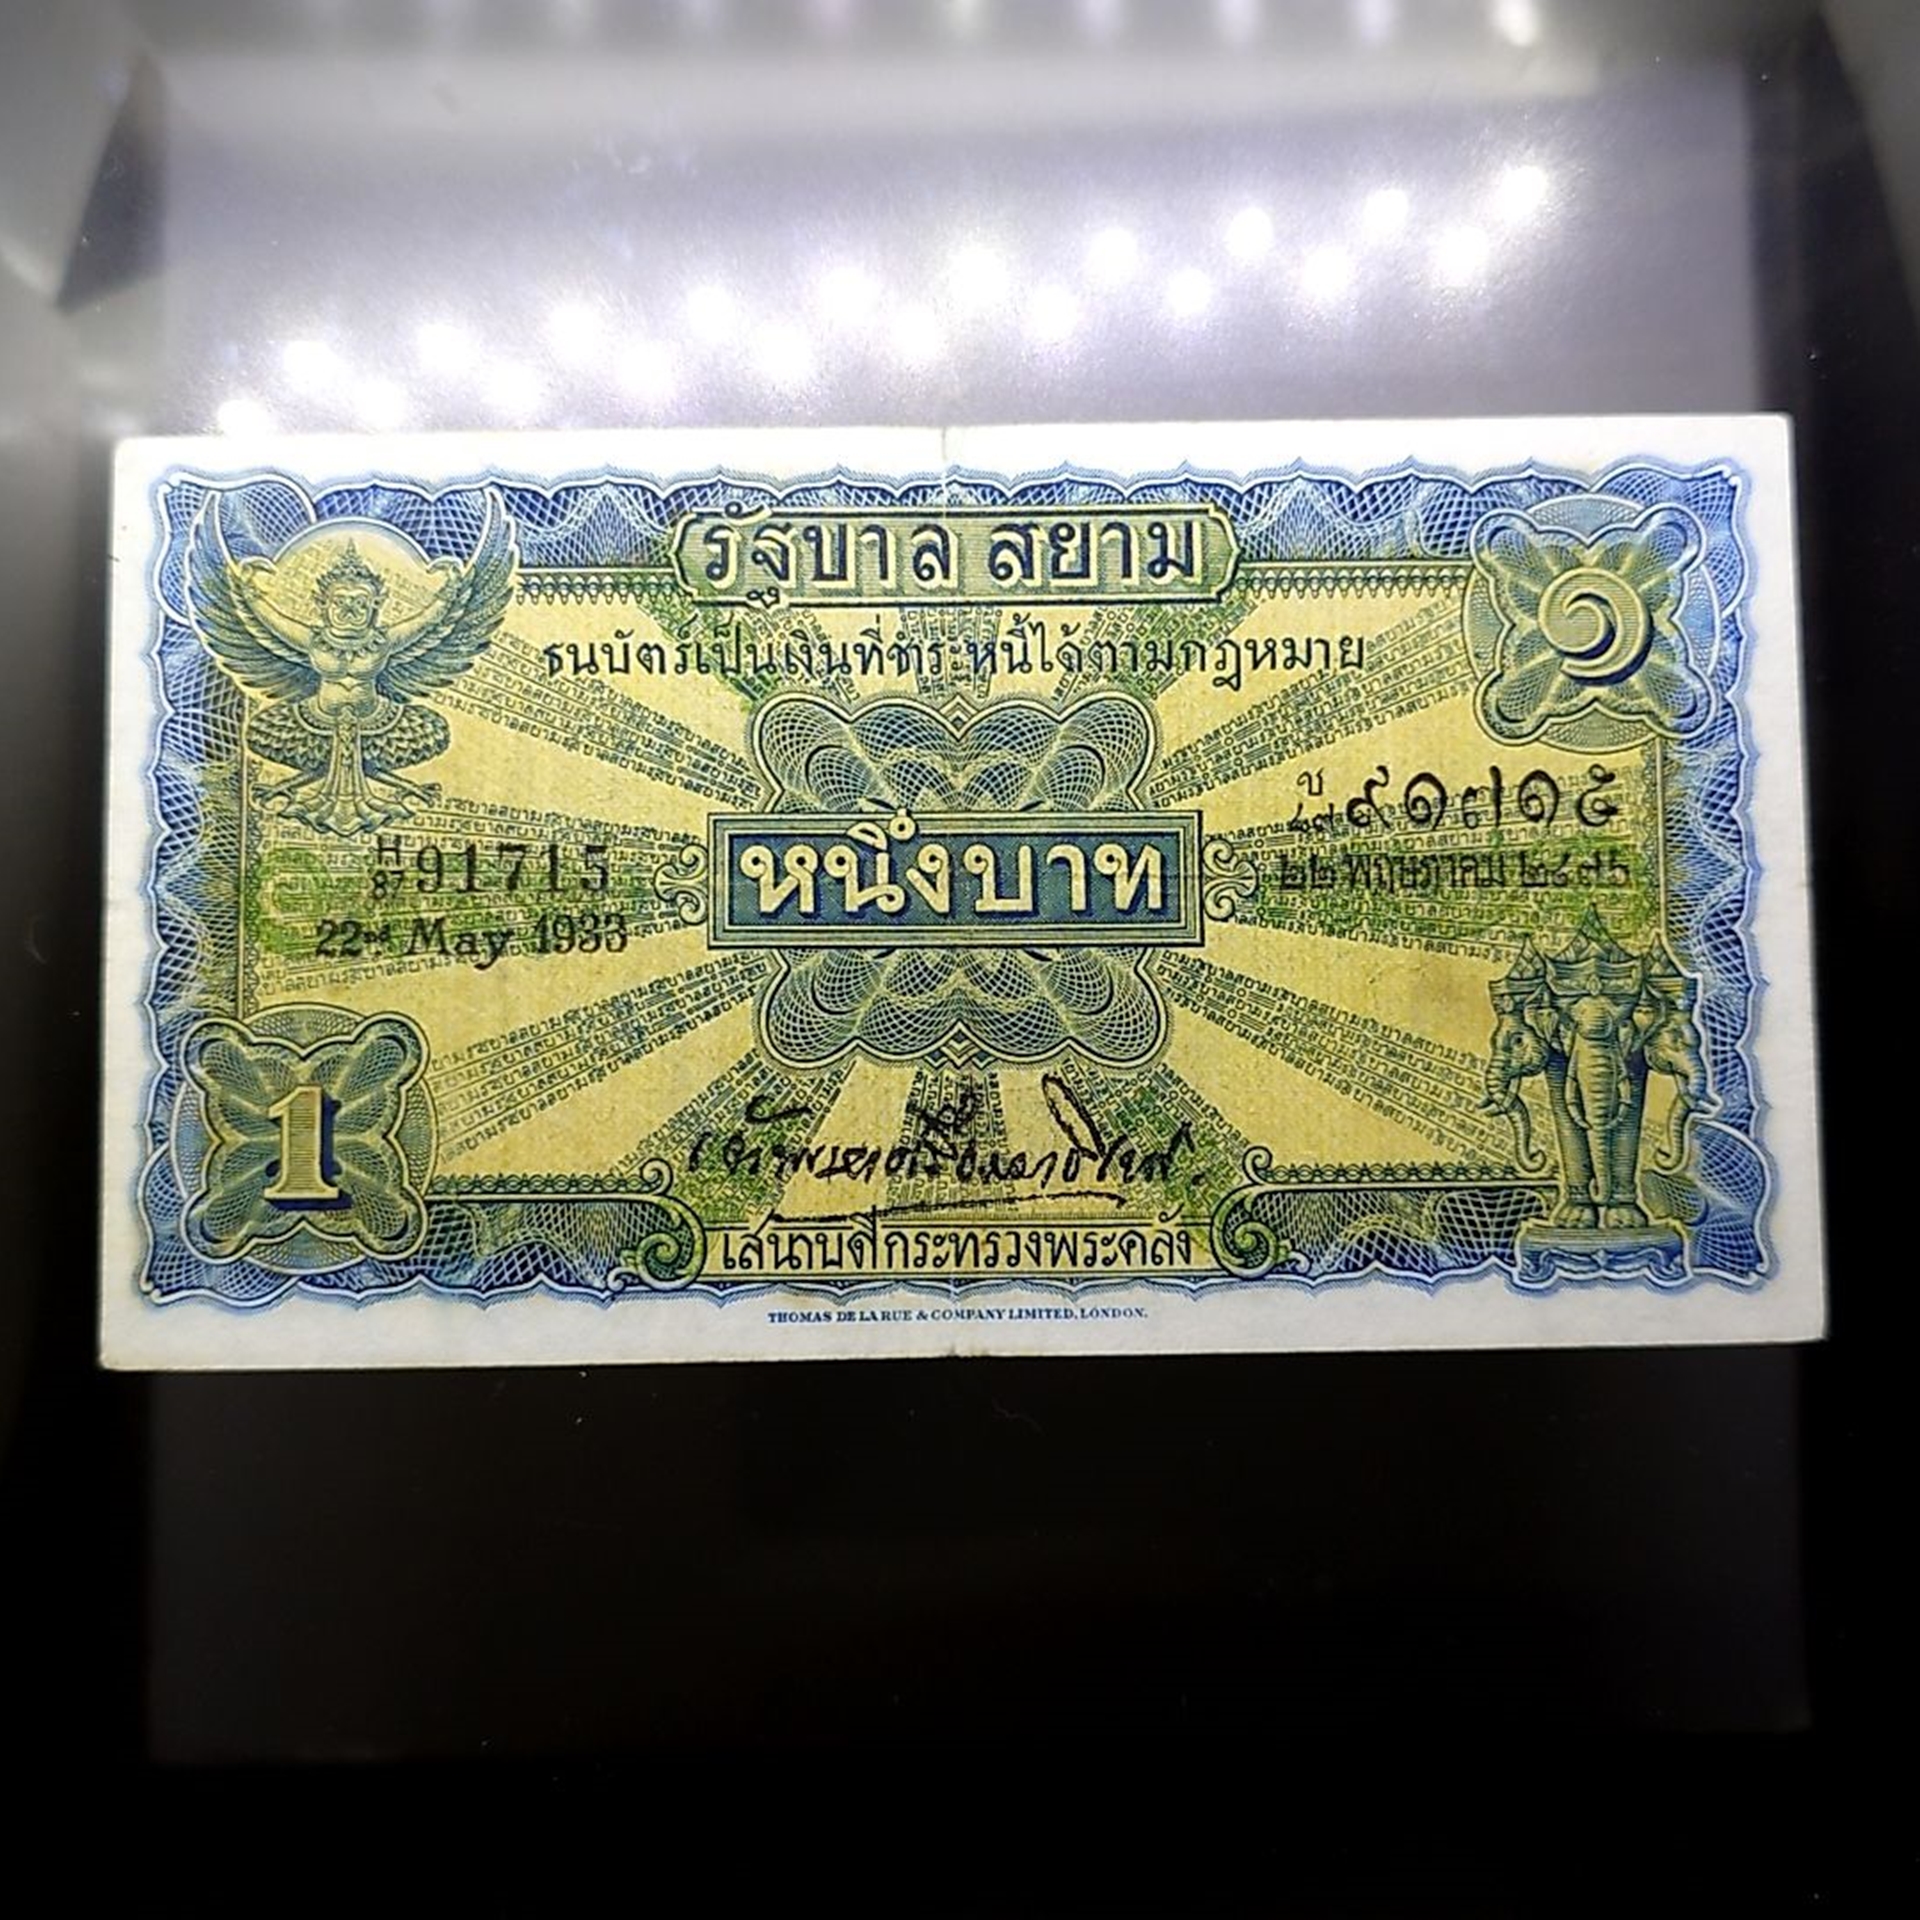 รัฐบาล สยาม
๑
ธนบัตร์เป็นเงินที่ชำระหนี้ได้ตามกฎหมาย
ช
๘๗ ๙๑๗๑๕
๒๒ พฤษภาคม ๒๔๗๖
หนึ่งบาท
H
87 91715
22nd May 1933
1
เสนาบดีกระทรวงพระคลัง
THOMAS DE LA RUE & COMPANY LIMITED, LONDON.